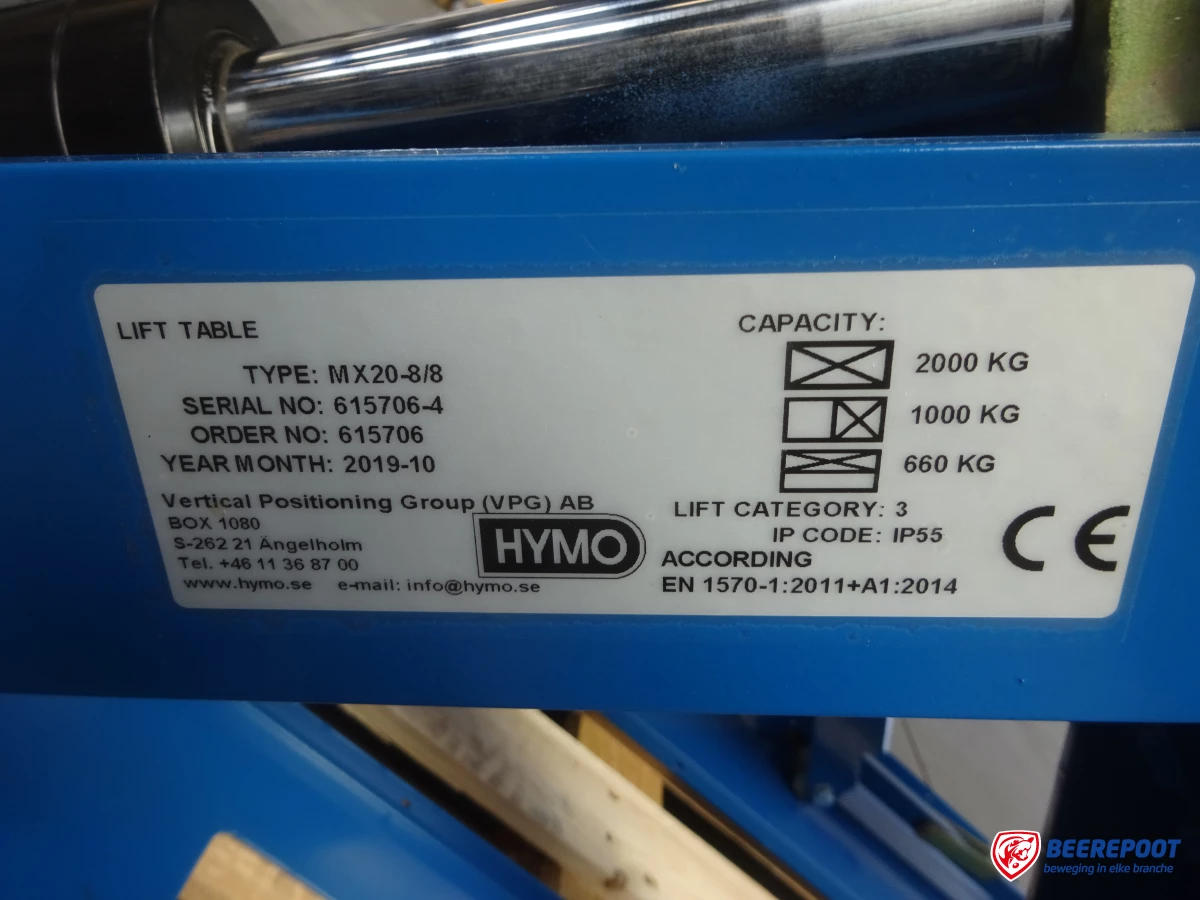 LIFT TABLE
TYPE: MX20-8/8
SERIAL NO: 615706-4
ORDER NO: 615706
YEAR MONTH: 2019-10
Vertical Positioning Group (VPG) AB
BOX 1080
S-262 21 Ängelholm
Tel. +46 11 36 87 00
www.hymo.se e-mail: info@hymo.se
HYMO
CAPACITY:
2000 KG
1000 KG
660 KG
LIFT CATEGORY: 3
IP CODE: IP55
ACCORDING
EN 1570-1:2011+A1:2014
CE
BEEREPOOT
beweging in elke branche